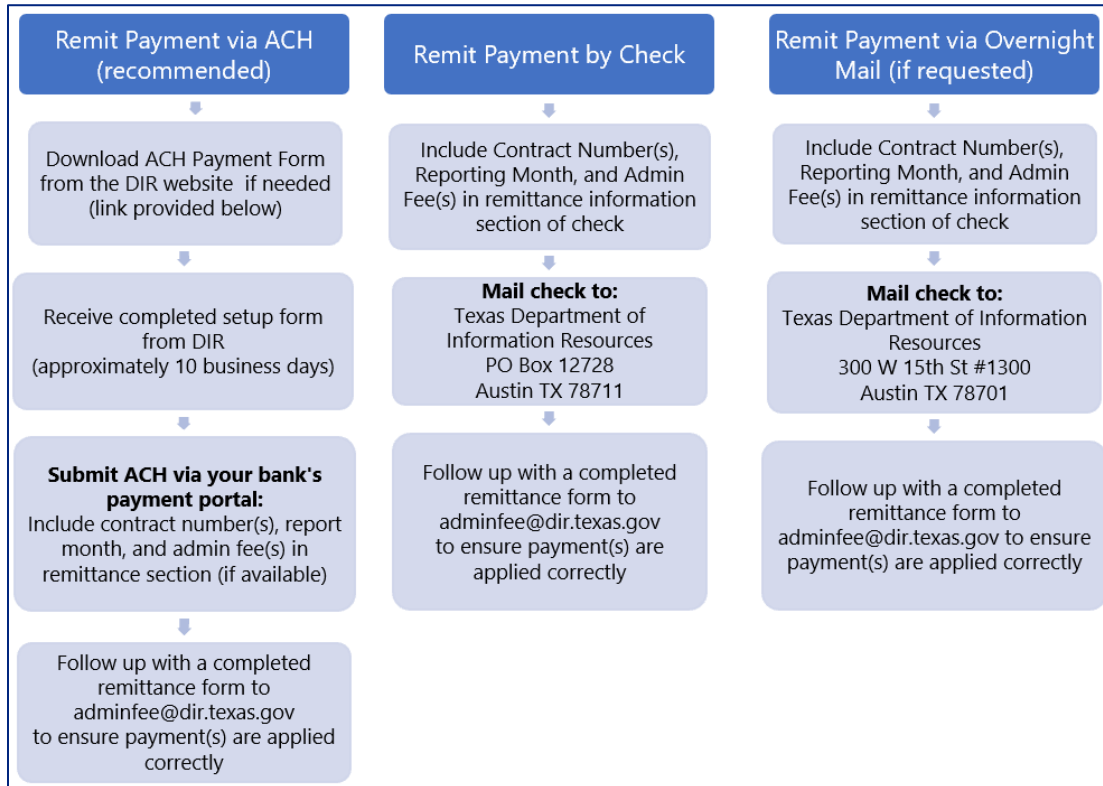 Remit Payment via ACH
(recommended)
Download ACH Payment Form
from the DIR website if needed
(link provided below)
Receive completed setup form
from DIR
(approximately 10 business days)
Submit ACH via your bank's
payment portal:
Include contract number(s), report
month, and admin fee(s) in
remittance section (if available)
Follow up with a completed
remittance form to
adminfee@dir.texas.gov
to ensure payment(s) are applied
correctly
Remit Payment by Check
Include Contract Number(s),
Reporting Month, and Admin
Fee(s) in remittance information
section of check
Mail check to:
Texas Department of
Information Resources
PO Box 12728
Austin TX 78711
Follow up with a completed
remittance form to
adminfee@dir.texas.gov
to ensure payment(s) are
applied correctly
Remit Payment via Overnight
Mail (if requested)
Include Contract Number(s),
Reporting Month, and Admin
Fee(s) in remittance information
section of check
Mail check to:
Texas Department of Information
Resources
300 W 15th St #1300
Austin TX 78701
Follow up with a completed
remittance form to
adminfee@dir.texas.gov to ensure
payment(s) are applied correctly